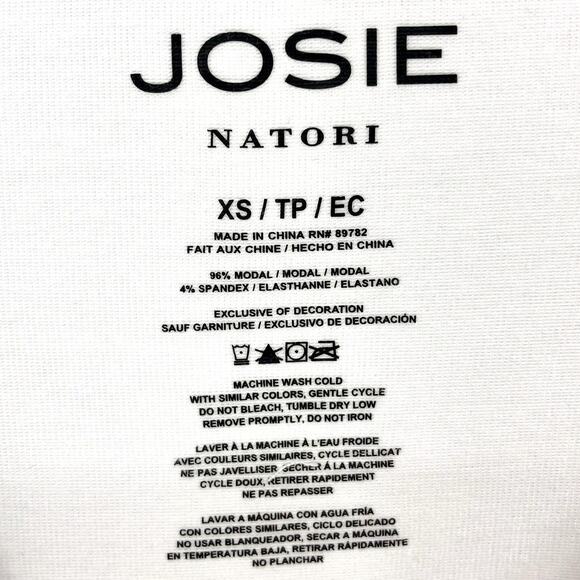 JOSIE
NATORI
XS / TP / EC
MADE IN CHINA RN# 89782
FAIT AUX CHINE / HECHO EN CHINA
96% MODAL / MODAL / MODAL
4% SPANDEX / ELASTHANNE / ELASTANO
EXCLUSIVE OF DECORATION
SAUF GARNITURE / EXCLUSIVO DE DECORACIÓN
MACHINE WASH COLD
WITH SIMILAR COLORS, GENTLE CYCLE
DO NOT BLEACH, TUMBLE DRY LOW
REMOVE PROMPTLY, DO NOT IRON
LAVER À LA MACHINE À L'EAU FROIDE
AVEC COULEURS SIMILAIRES, CYCLE DELLICAT
NE PAS JAVELLISER SÉCHER À LA MACHINE
CYCLE DOUX, RETIRER RAPIDEMENT
NE PAS REPASSER
LAVAR A MÁQUINA CON AGUA FRÍA
CON COLORES SIMILARES, CICLO DELICADO
NO USAR BLANQUEADOR, SECAR A MÁQUINA
EN TEMPERATURA BAJA, RETIRAR RÁPIDAMENTE
NO PLANCHAR